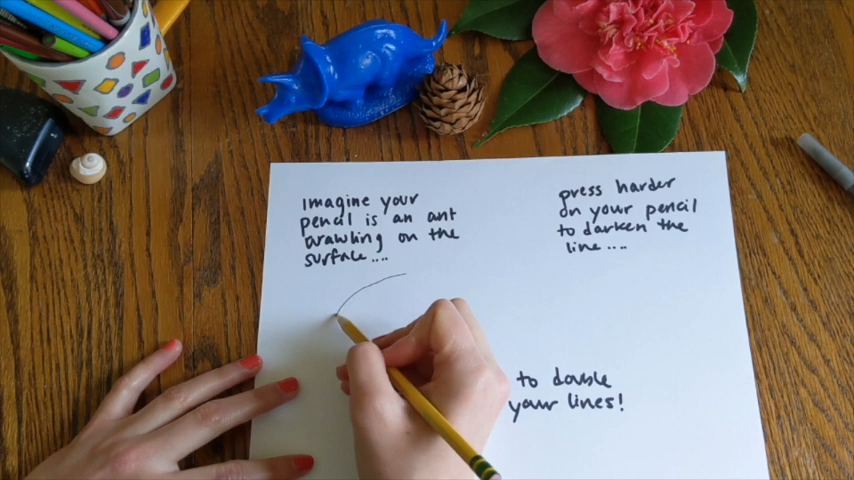 imagine your
pencil is an ant
crawling on the
surface....
press harder
on your pencil
to darken the
line....
to double
your lines!